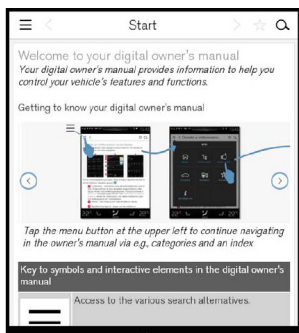 Start
Welcome to your digital owner's manual
Your digital owner's manual provides information to help you
control your vehicle's features and functions.
Getting to know your digital owner's manual
Tap the menu button at the upper left to continue navigating
in the owner's manual via e.g., categories and an index
Key to symbols and interactive elements in the digital owner's
manual
Access to the various search alternatives.